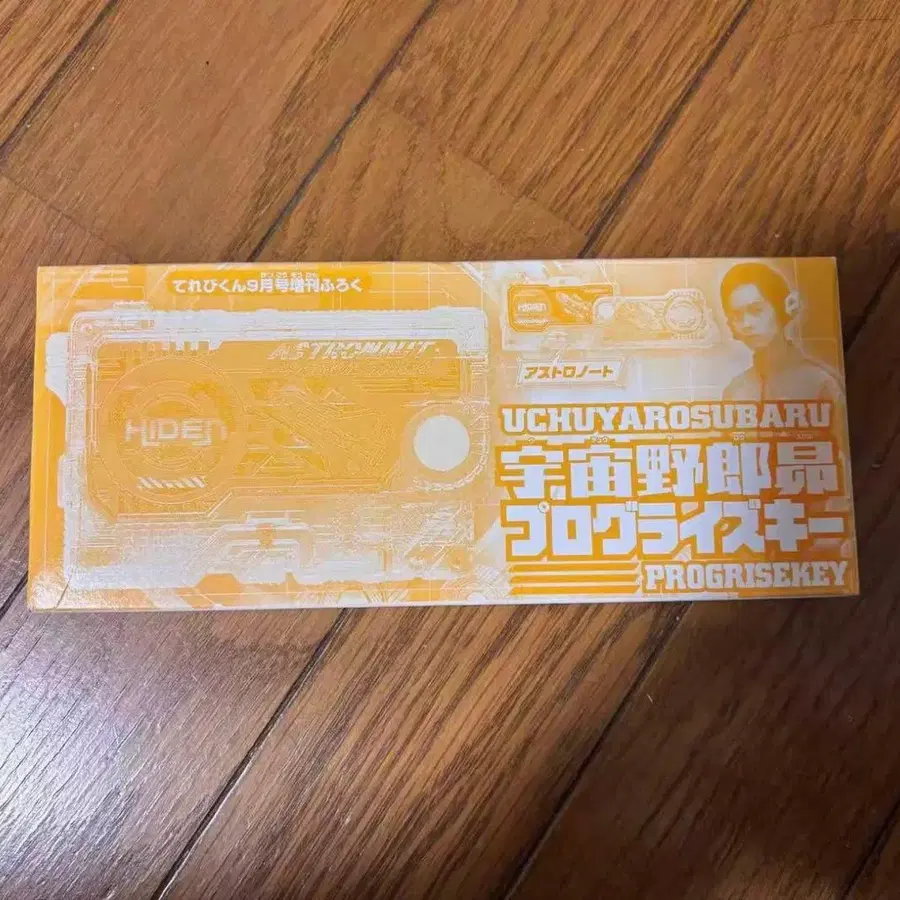 てれびくん9月号増刊ふろく
ASTRONAUT
HIDEN
HIDEN
アストロノート
UCHUYAROSUBARU
宇宙野郎昴
プログライズキー
PROGRISEKEY